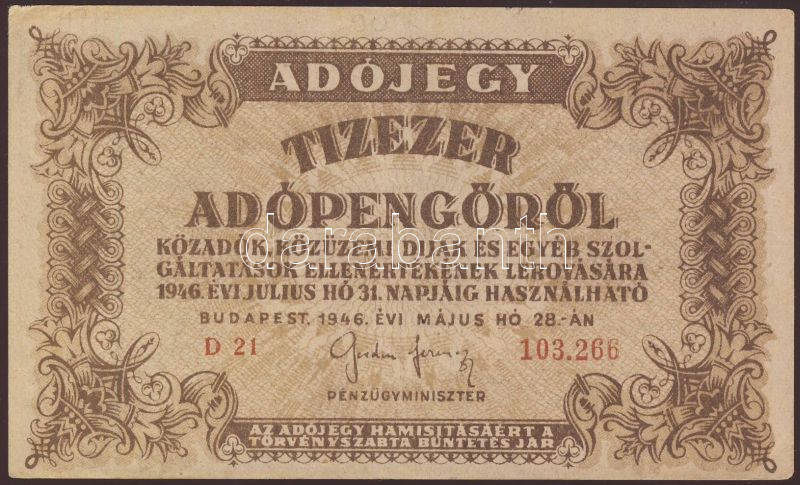 ADÓJEGY
TIZEZER
ADÓPENGŐRŐL
KÖZADÓK, KÖZÜZEMI DIJAK ÉS EGYÉB SZOL-
GÁLTATÁSOK ELLENÉRTÉKÉNEK LEROVÁSÁRA
1946. ÉVI JULIUS HÓ 31. NAPJÁIG HASZNÁLHATÓ
BUDAPEST, 1946. ÉVI MÁJUS HÓ 28.-ÁN
D 21 103.266
PÉNZÜGYMINISZTER
AZ ADÓJEGY HAMISITÁSÁÉRT A
TÖRVÉNYSZABTA BÜNTETÉS JÁR
darabanth